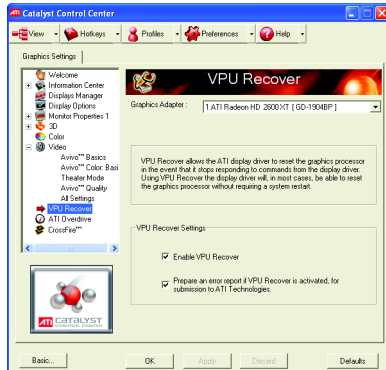 ATI Catalyst Control Center
View
Hotkeys
Profiles
Preferences
Help
Graphics Settings
Welcome
Information Center
Displays Manager
Display Options
Monitor Properties 1
3D
Color
Video
Avivo™ Basics
Avivo™ Color: Basi
Theater Mode
Avivo™ Quality
All Settings
VPU Recover
ATI Overdrive
CrossFire™
ATI CATALYST
CONTROL CENTER
VPU Recover
Graphics Adapter :
1.ATI Radeon HD 2600 XT [ GD-1904BP ]
VPU Recover allows the ATI display driver to reset the graphics processor
in the event that it stops responding to commands from the display driver.
Using VPU Recover the display driver will, in most cases, be able to reset
the graphics processor without requiring a system restart.
VPU Recover Settings
Enable VPU Recover
Prepare an error report if VPU Recover is activated, for
submission to ATI Technologies.
Basic...
OK
Apply
Discard
Defaults